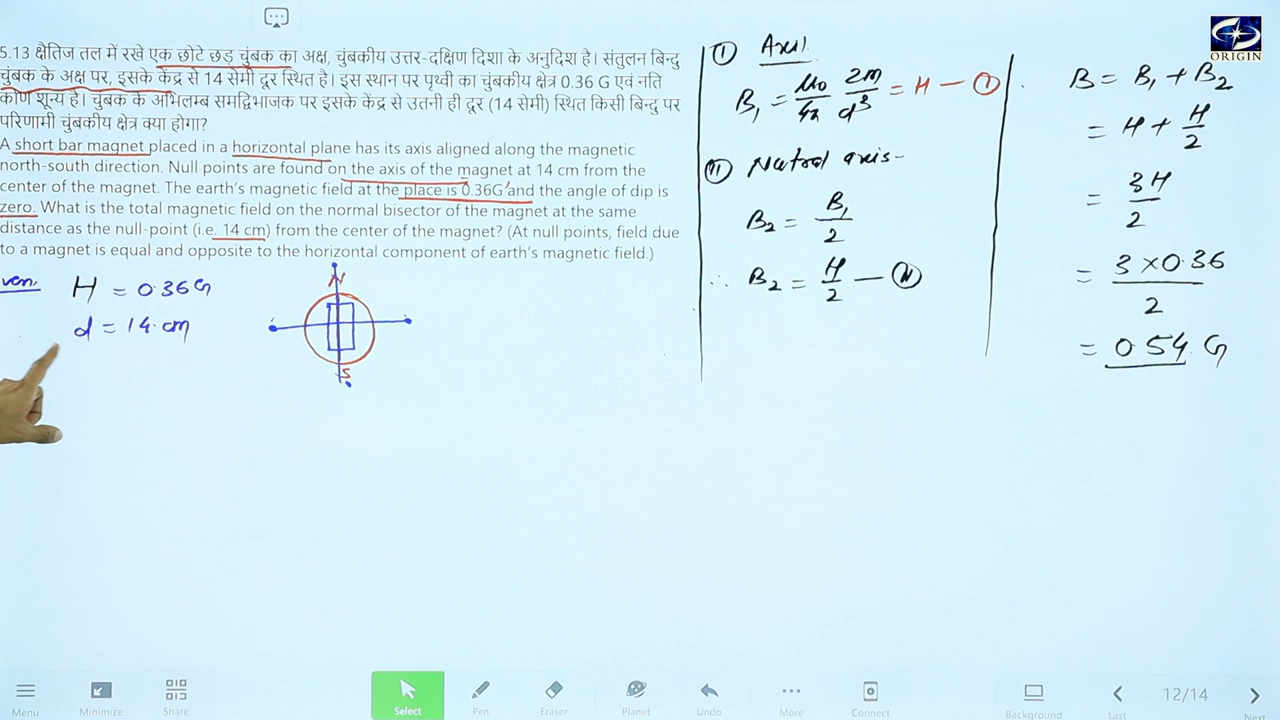 5.13 क्षैतिज तल में रखे एक छोटे छड़ चुंबक का अक्ष, चुंबकीय उत्तर-दक्षिण दिशा के अनुदिश है। संतुलन बिन्दु
चुंबक के अक्ष पर, इसके केंद्र से 14 सेमी दूर स्थित है। इस स्थान पर पृथ्वी का चुंबकीय क्षेत्र 0.36 G एवं नति
कोण शून्य है। चुंबक के अभिलम्ब समद्विभाजक पर इसके केंद्र से उतनी ही दूर (14 सेमी) स्थित किसी बिन्दु पर
परिणामी चुंबकीय क्षेत्र क्या होगा?
A short bar magnet placed in a horizontal plane has its axis aligned along the magnetic
north-south direction. Null points are found on the axis of the magnet at 14 cm from the
center of the magnet. The earth's magnetic field at the place is 0.36G and the angle of dip is
zero. What is the total magnetic field on the normal bisector of the magnet at the same
distance as the null-point (i.e. 14 cm) from the center of the magnet? (At null points, field due
to a magnet is equal and opposite to the horizontal component of earth's magnetic field.)
ven.
H = 0.36G
d = 14 cm
N
S
① Axil.
B₁ = μ₀/4π 2m/d³ = H — ①
② Nutral axis-
B₂ = B₁/2
∴ B₂ = H/2 — ②
B = B₁ + B₂
= H + H/2
= 3H/2
= 3 × 0.36/2
= 0.54 G
ORIGIN
Menu
Minimize
Share
Select
Pen
Eraser
Planet
Undo
More
Connect
Background
Last
12/14
Next